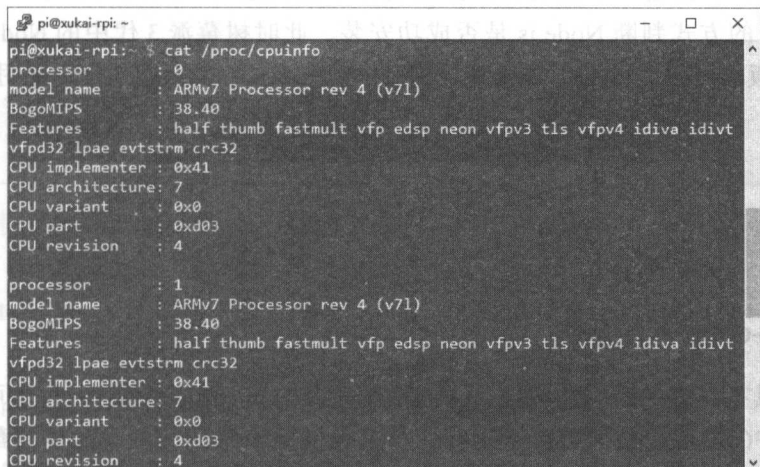 pi@xukai-rpi: ~
pi@xukai-rpi:~ $ cat /proc/cpuinfo
processor : 0
model name : ARMv7 Processor rev 4 (v7l)
BogoMIPS : 38.40
Features : half thumb fastmult vfp edsp neon vfpv3 tls vfpv4 idiva idivt
vfpd32 lpae evtstrm crc32
CPU implementer : 0x41
CPU architecture: 7
CPU variant : 0x0
CPU part : 0xd03
CPU revision : 4
processor : 1
model name : ARMv7 Processor rev 4 (v7l)
BogoMIPS : 38.40
Features : half thumb fastmult vfp edsp neon vfpv3 tls vfpv4 idiva idivt
vfpd32 lpae evtstrm crc32
CPU implementer : 0x41
CPU architecture: 7
CPU variant : 0x0
CPU part : 0xd03
CPU revision : 4